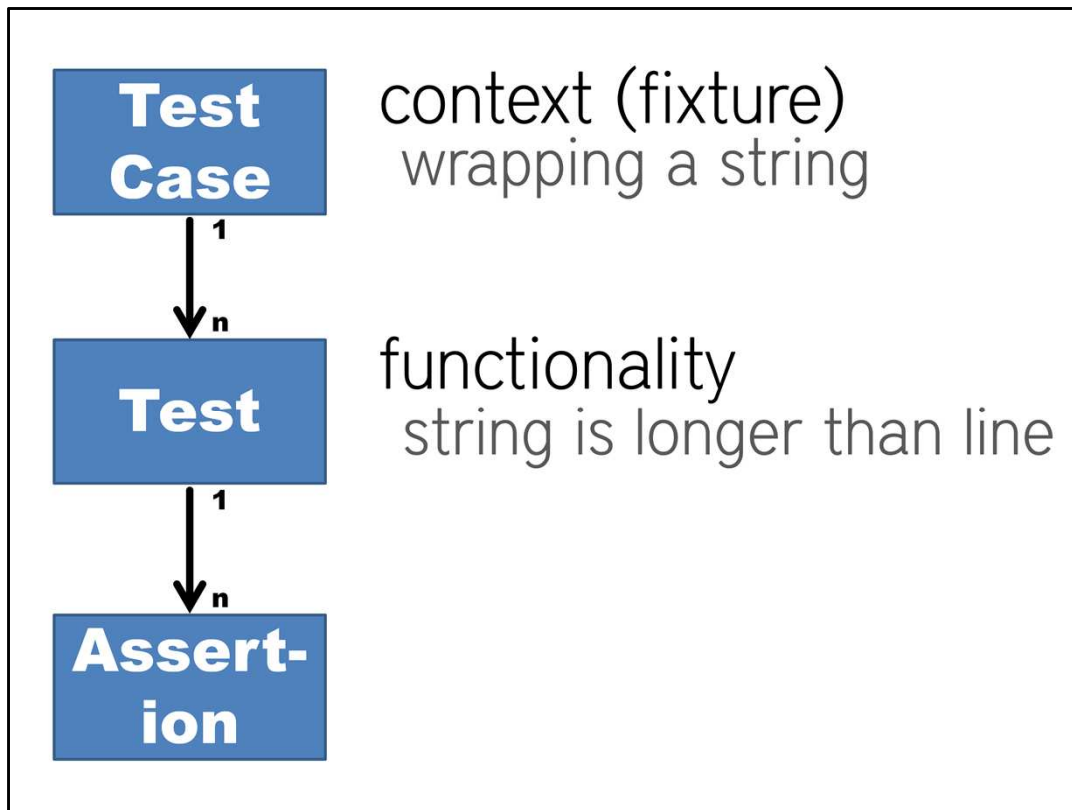 Test
Case
context (fixture)
wrapping a string
1
n
Test
functionality
string is longer than line
1
n
Assert-
ion